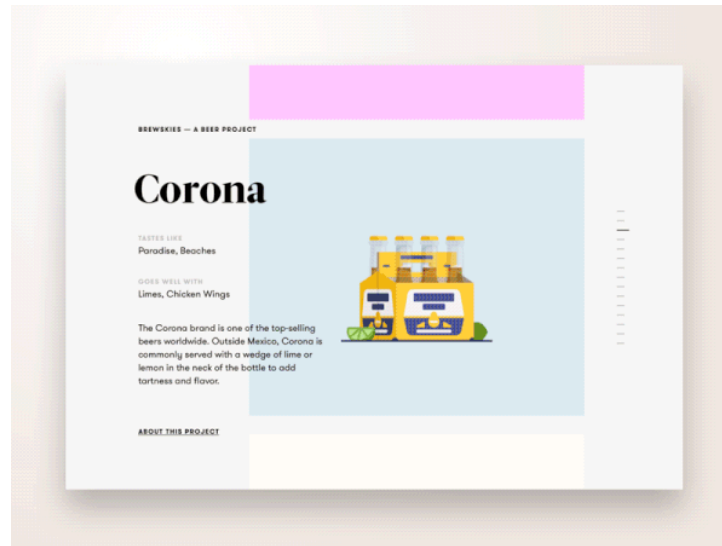 BREWSKIES — A BEER PROJECT
Corona
TASTES LIKE
Paradise, Beaches
GOES WELL WITH
Limes, Chicken Wings
The Corona brand is one of the top-selling
beers worldwide. Outside Mexico, Corona is
commonly served with a wedge of lime or
lemon in the neck of the bottle to add
tartness and flavor.
ABOUT THIS PROJECT